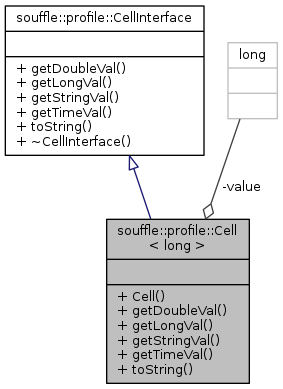 souffle::profile::CellInterface
+ getDoubleVal()
+ getLongVal()
+ getStringVal()
+ getTimeVal()
+ toString()
+ ~CellInterface()
long
-value
souffle::profile::Cell
< long >
+ Cell()
+ getDoubleVal()
+ getLongVal()
+ getStringVal()
+ getTimeVal()
+ toString()